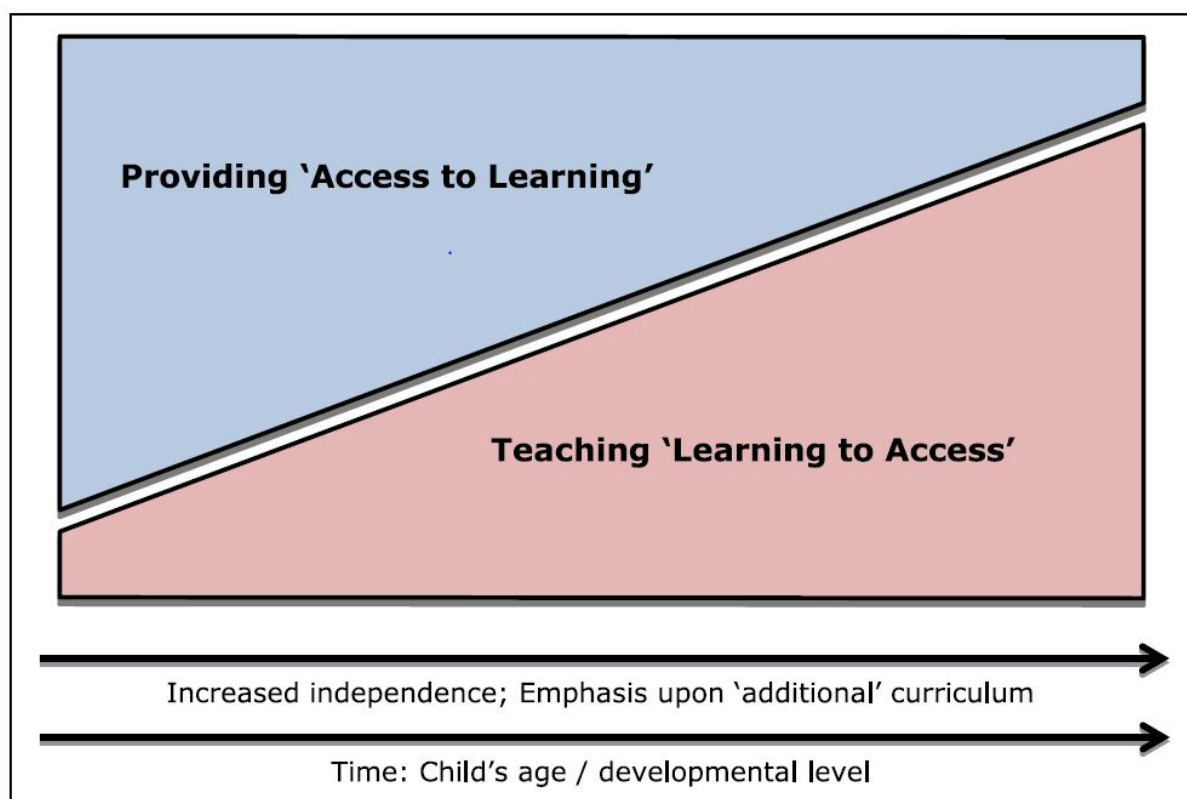 Providing ‘Access to Learning’
Teaching ‘Learning to Access’
Increased independence; Emphasis upon ‘additional’ curriculum
Time: Child’s age / developmental level